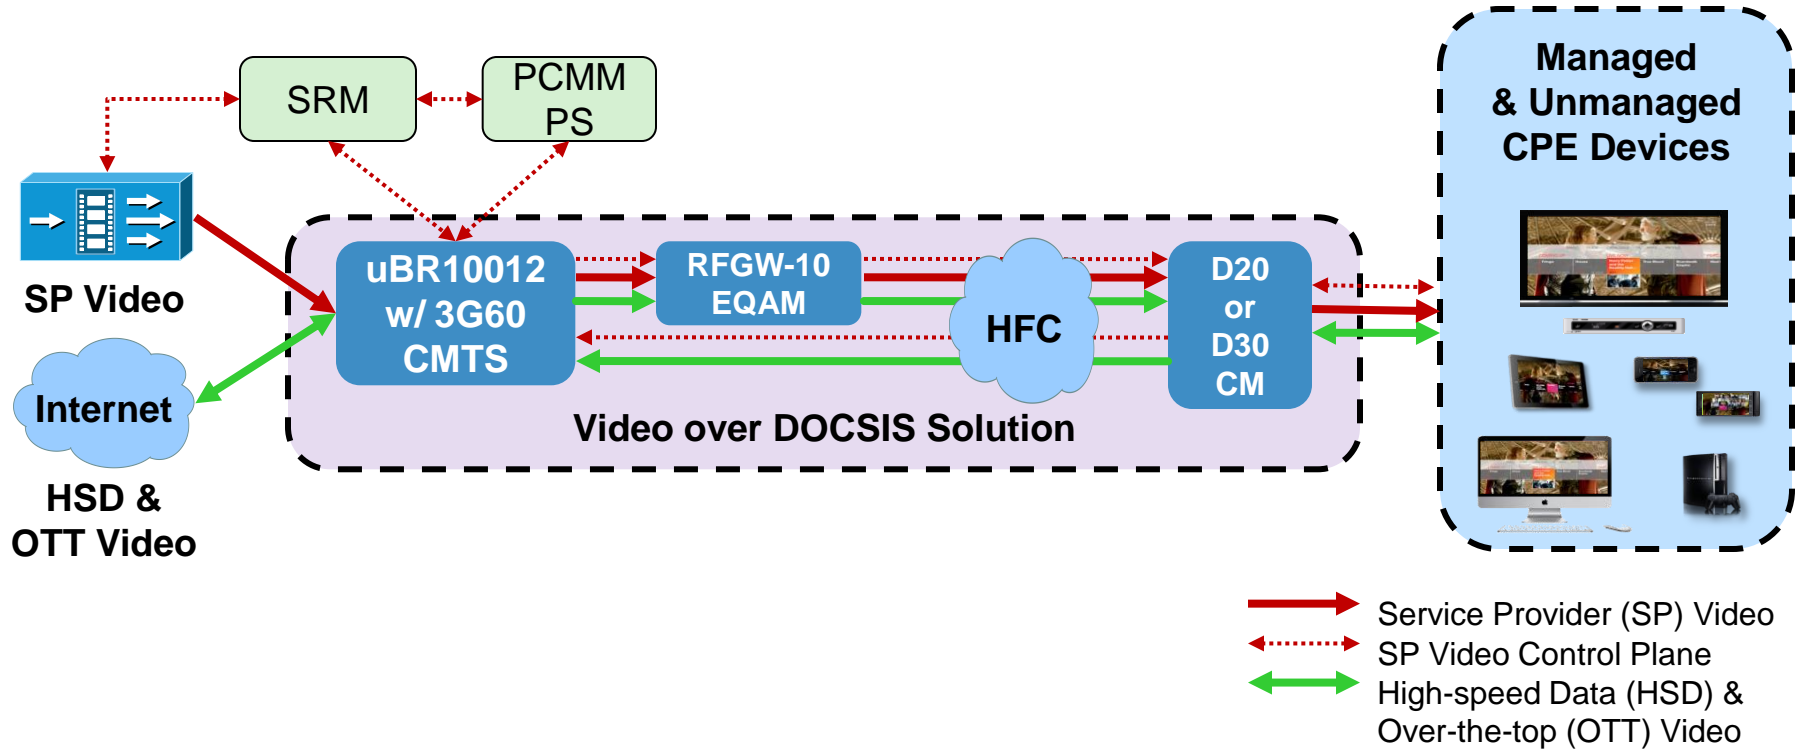 SRM
PCMM
PS
Managed
& Unmanaged
CPE Devices
SP Video
Internet
HSD &
OTT Video
uBR10012
w/ 3G60
CMTS
RFGW-10
EQAM
HFC
D20
or
D30
CM
Video over DOCSIS Solution
Service Provider (SP) Video
SP Video Control Plane
High-speed Data (HSD) &
Over-the-top (OTT) Video